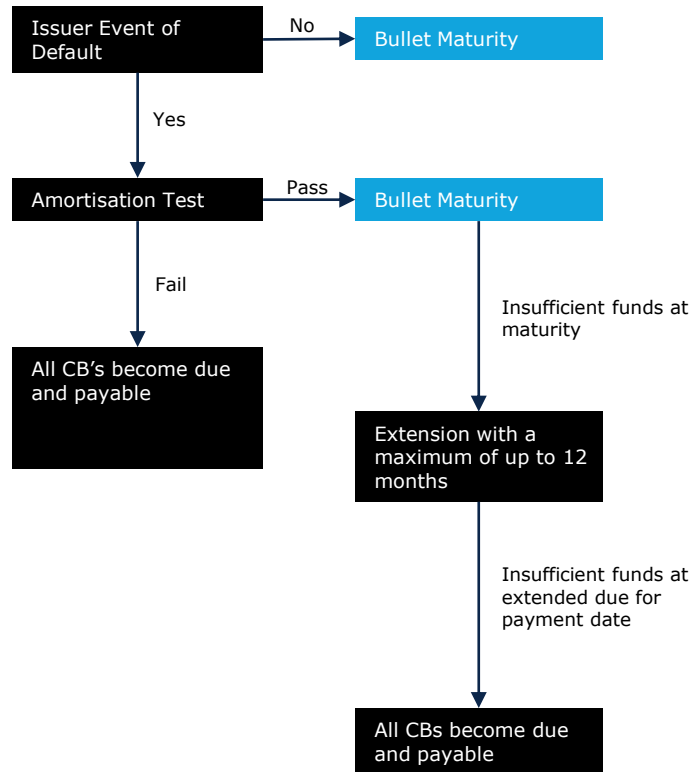 Issuer Event of
Default
No
Bullet Maturity
Yes
Amortisation Test
Pass
Bullet Maturity
Fail
Insufficient funds at
maturity
All CB's become due
and payable
Extension with a
maximum of up to 12
months
Insufficient funds at
extended due for
payment date
All CBs become due
and payable